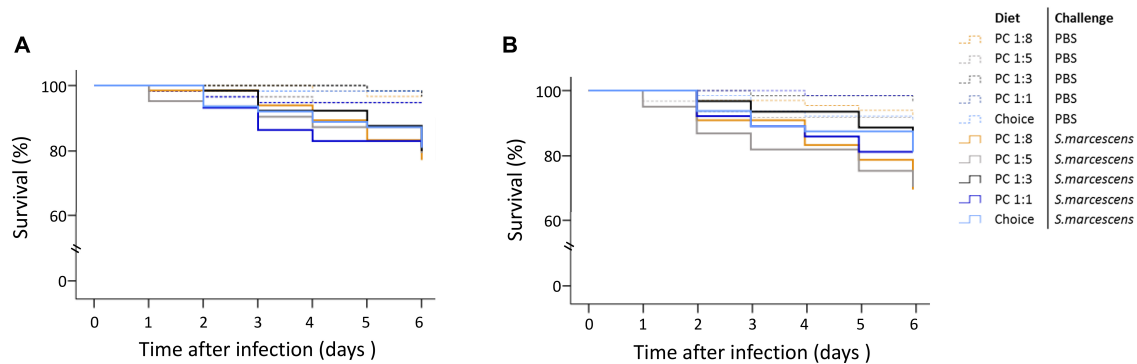 A
Survival (%)
100
80
60
0
0 1 2 3 4 5 6
Time after infection (days )
B
Survival (%)
100
80
60
0
0 1 2 3 4 5 6
Time after infection (days )
Diet Challenge
PC 1:8 PBS
PC 1:5 PBS
PC 1:3 PBS
PC 1:1 PBS
Choice PBS
PC 1:8 S.marcescens
PC 1:5 S.marcescens
PC 1:3 S.marcescens
PC 1:1 S.marcescens
Choice S.marcescens